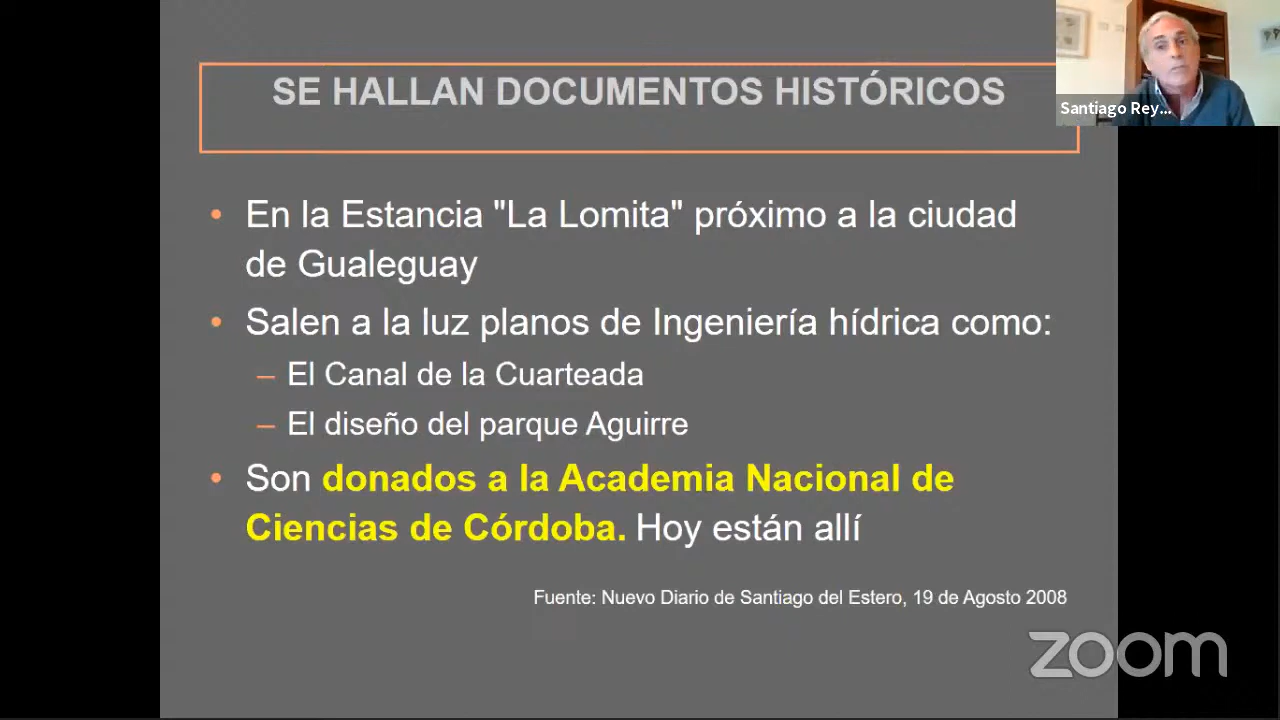 SE HALLAN DOCUMENTOS HISTÓRICOS
Santiago Rey...
• En la Estancia "La Lomita" próximo a la ciudad
de Gualeguay
• Salen a la luz planos de Ingeniería hídrica como:
– El Canal de la Cuarteada
– El diseño del parque Aguirre
• Son donados a la Academia Nacional de
Ciencias de Córdoba. Hoy están allí
Fuente: Nuevo Diario de Santiago del Estero, 19 de Agosto 2008
zoom